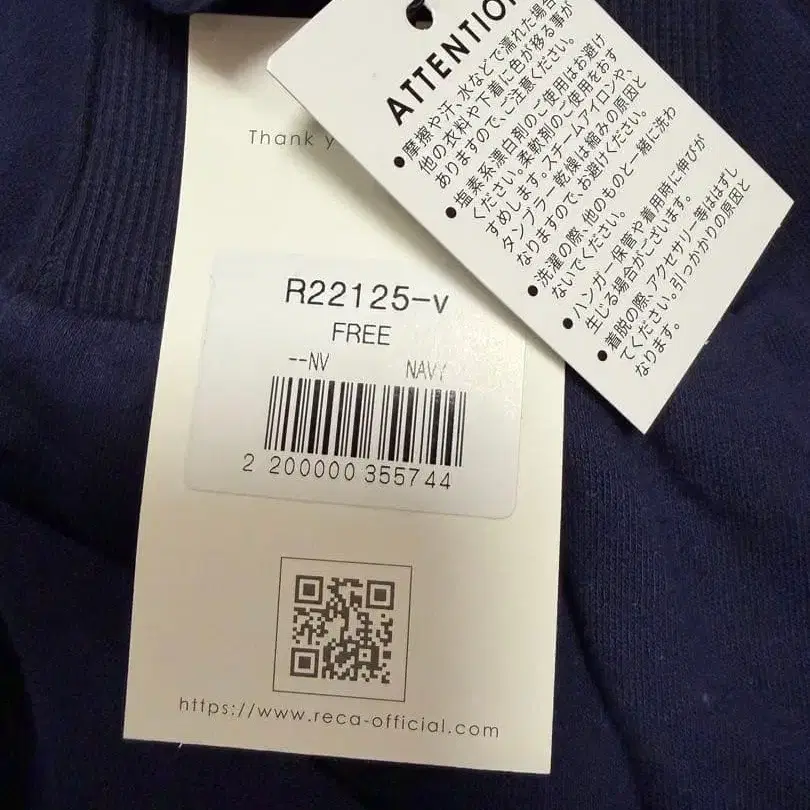 Thank y
R22125-v
FREE
--NV NAVY
2 200000 355744
https://www.reca-official.com
ATTENTION
●摩擦や汗、水などで濡れた場合
他の衣料や下着に色が移る事が
ありますので、ご注意ください。
●塩素系漂白剤のご使用はお避け
ください。柔軟剤のご使用をおす
すめします。スチームアイロンや、
タンブラー乾燥は縮みの原因と
なりますので、お避けください。
●洗濯の際、他のものと一緒に洗わ
ないでください。
●ハンガー保管や着用時に伸びが
生じる場合がございます。
●着脱の際、アクセサリー等ははずし
てください。引っかかりの原因と
なります。